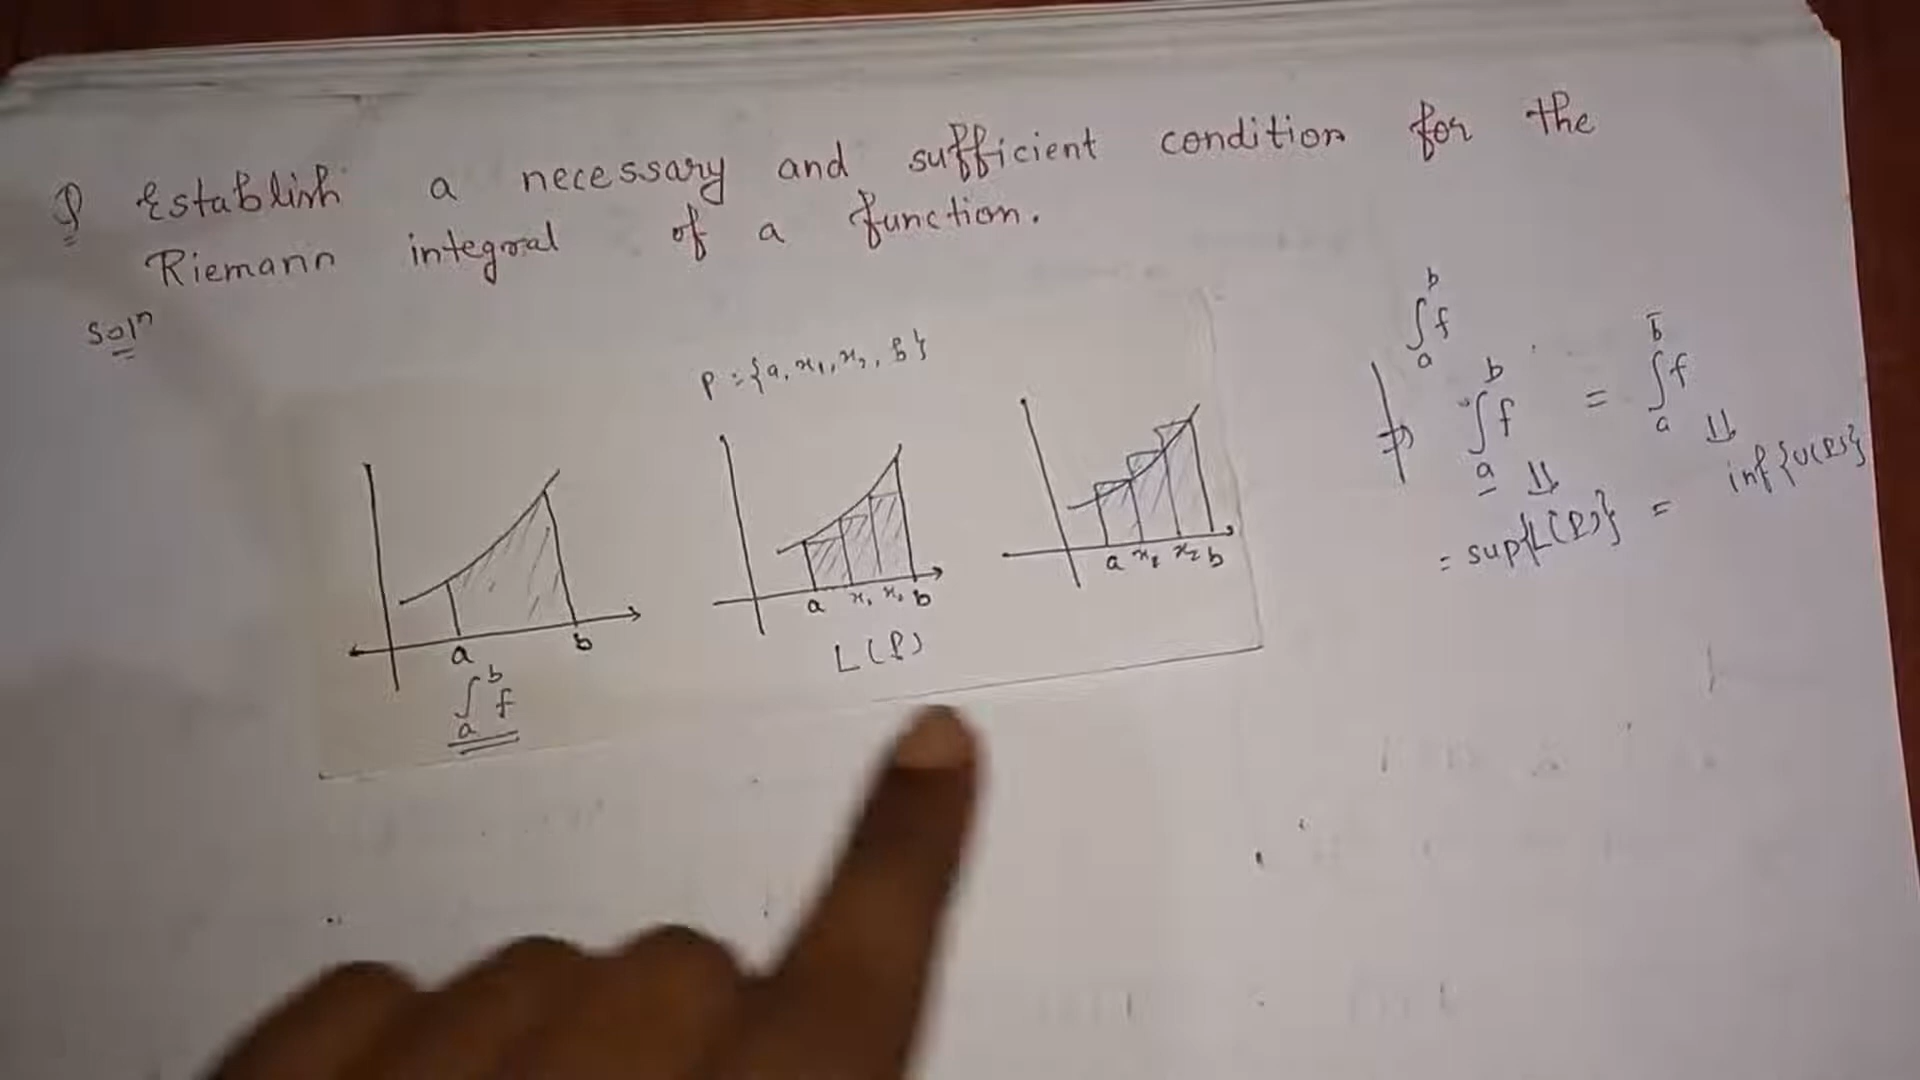 Q Establish a necessary and sufficient condition for the
Riemann integral of a function.
Solⁿ
P = {a, x₁, x₂, b}
a b
∫ₐᵇ f
a x₁ x₂ b
L(P)
a x₁ x₂ b
∫ₐᵇ f
⇒ ∫ₐᵇ f = ∫ₐᵇ f
⇓ ⇓
= sup{L(P)} = inf{U(P)}